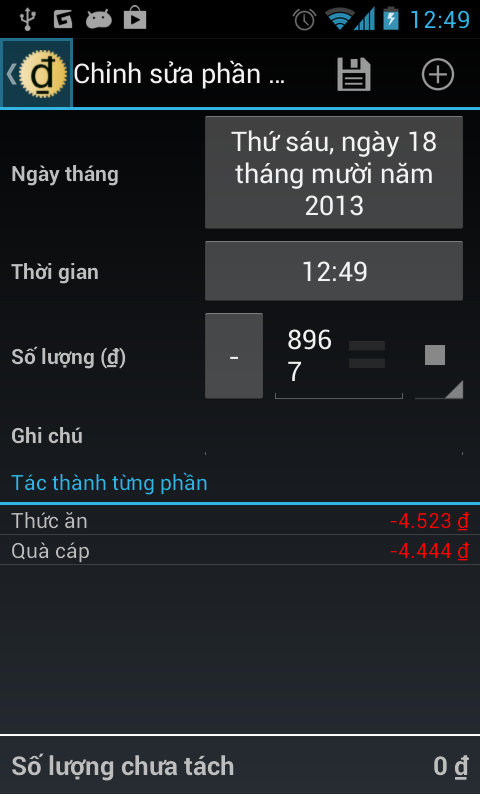 12:49
₫ Chỉnh sửa phần ...
Ngày tháng
Thứ sáu, ngày 18
tháng mười năm
2013
Thời gian
12:49
Số lượng (₫)
-
896
7
Ghi chú
Tác thành từng phần
Thức ăn -4.523 ₫
Quà cáp -4.444 ₫
Số lượng chưa tách 0 ₫